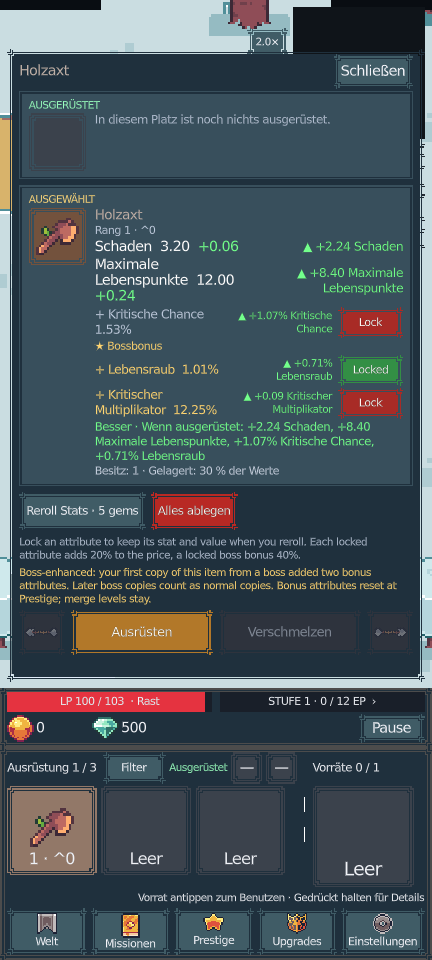 2.0×
Holzaxt
Schließen
AUSGERÜSTET
In diesem Platz ist noch nichts ausgerüstet.
AUSGEWÄHLT
Holzaxt
Rang 1 · ^0
Schaden 3.20 +0.06 ▲ +2.24 Schaden
Maximale
Lebenspunkte 12.00
+0.24
▲ +8.40 Maximale
Lebenspunkte
+ Kritische Chance
1.53%
▲ +1.07% Kritische
Chance
Lock
★ Bossbonus
+ Lebensraub 1.01%
▲ +0.71%
Lebensraub
Locked
+ Kritischer
Multiplikator 12.25%
▲ +0.09 Kritischer
Multiplikator
Lock
Besser · Wenn ausgerüstet: +2.24 Schaden, +8.40
Maximale Lebenspunkte, +1.07% Kritische Chance,
+0.71% Lebensraub
Besitz: 1 · Gelagert: 30 % der Werte
Reroll Stats · 5 gems
Alles ablegen
Lock an attribute to keep its stat and value when you reroll. Each locked
attribute adds 20% to the price, a locked boss bonus 40%.
Boss-enhanced: your first copy of this item from a boss added two bonus
attributes. Later boss copies count as normal copies. Bonus attributes reset at
Prestige; merge levels stay.
Ausrüsten
Verschmelzen
LP 100 / 103 · Rast
STUFE 1 · 0 / 12 EP ›
0
500
Pause
Ausrüstung 1 / 3
Filter
Ausgerüstet
—
—
Vorräte 0 / 1
1 · ^0
Leer
Leer
Leer
Vorrat antippen zum Benutzen · Gedrückt halten für Details
Welt
Missionen
Prestige
Upgrades
Einstellungen